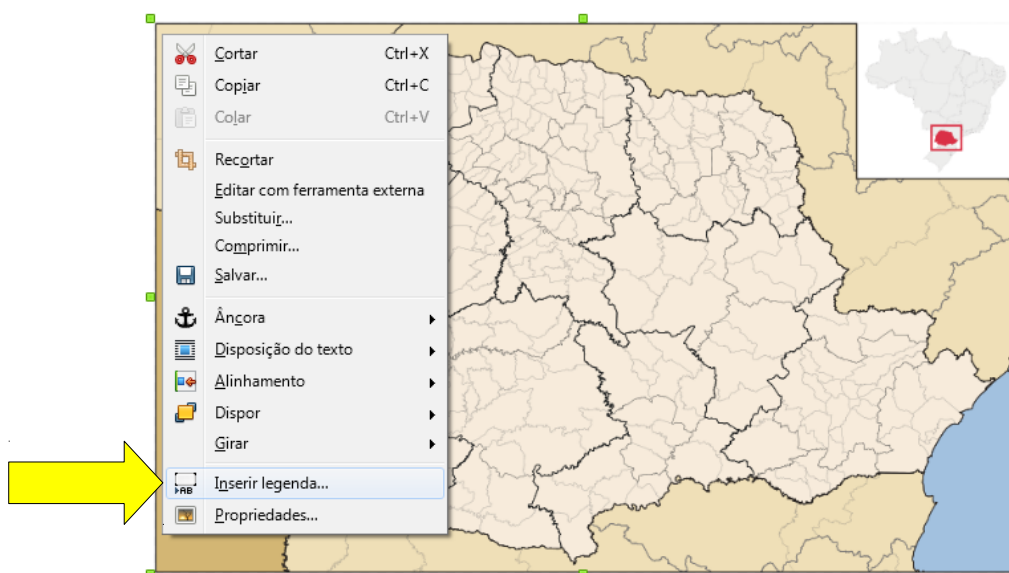 Cortar Ctrl+X
Copiar Ctrl+C
Colar Ctrl+V
Recortar
Editar com ferramenta externa
Substituir...
Comprimir...
Salvar...
Âncora
Disposição do texto
Alinhamento
Dispor
Girar
AB Inserir legenda...
Propriedades...